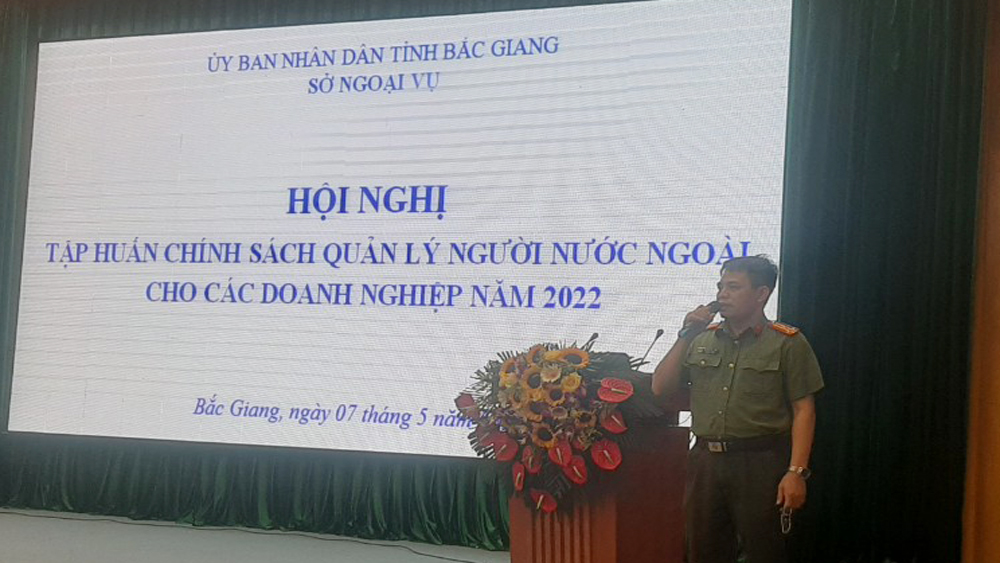 ỦY BAN NHÂN DÂN TỈNH BẮC GIANG
SỞ NGOẠI VỤ
HỘI NGHỊ
TẬP HUẤN CHÍNH SÁCH QUẢN LÝ NGƯỜI NƯỚC NGOÀI
CHO CÁC DOANH NGHIỆP NĂM 2022
Bắc Giang, ngày 07 tháng 5 năm